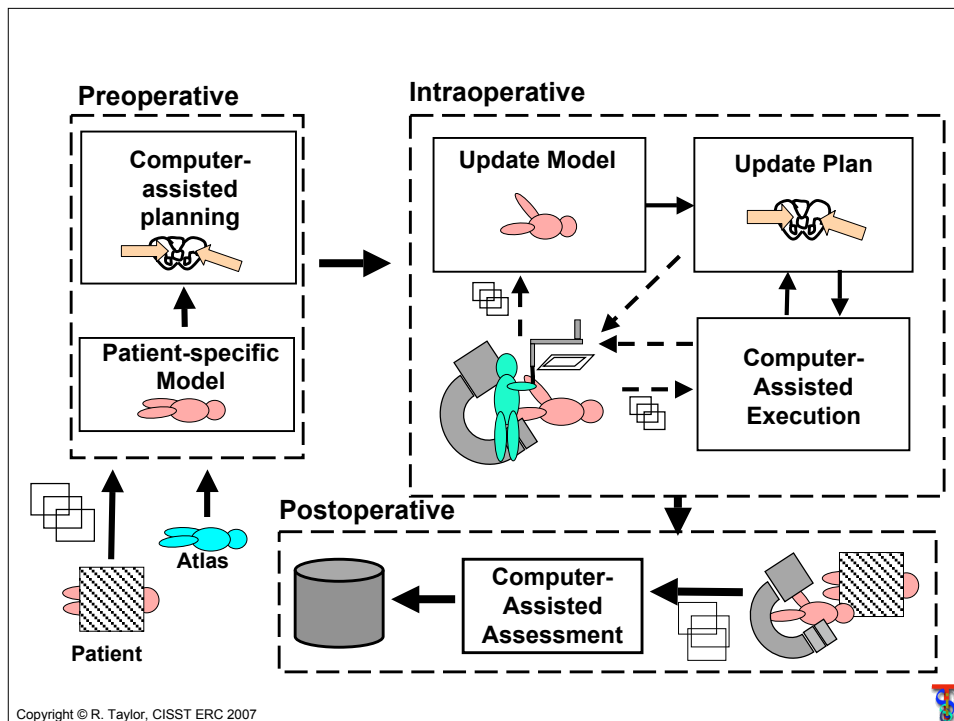 Preoperative
Computer-
assisted
planning
Patient-specific
Model
Atlas
Patient
Intraoperative
Update Model
Update Plan
Computer-
Assisted
Execution
Postoperative
Computer-
Assisted
Assessment
Copyright © R. Taylor, CISST ERC 2007